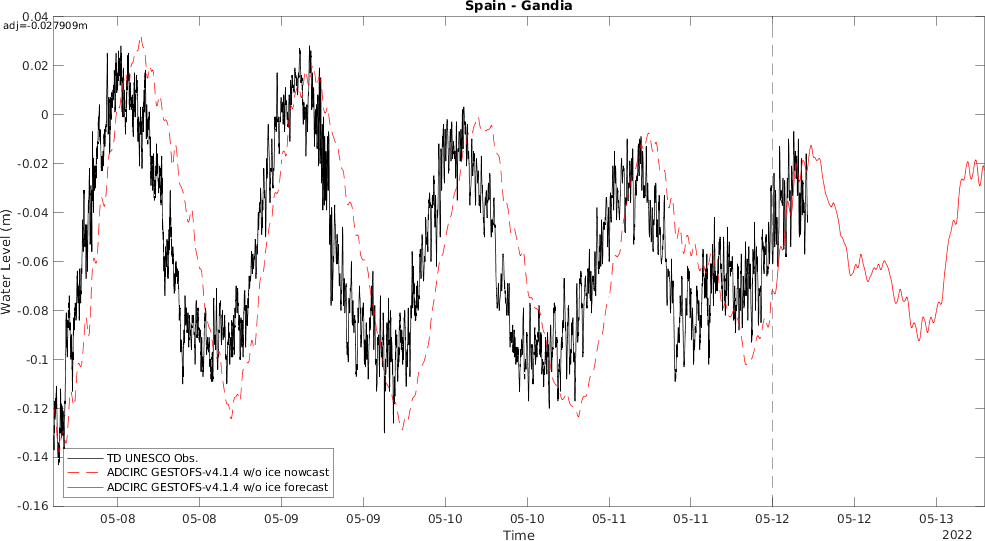 Spain - Gandia
adj=-0.027909m
0.04
0.02
0
-0.02
-0.04
-0.06
-0.08
-0.1
-0.12
-0.14
-0.16
Water Level (m)
TD UNESCO Obs.
ADCIRC GESTOFS-v4.1.4 w/o ice nowcast
ADCIRC GESTOFS-v4.1.4 w/o ice forecast
05-08 05-08 05-09 05-09 05-10 05-10 05-11 05-11 05-12 05-12 05-13
Time
2022